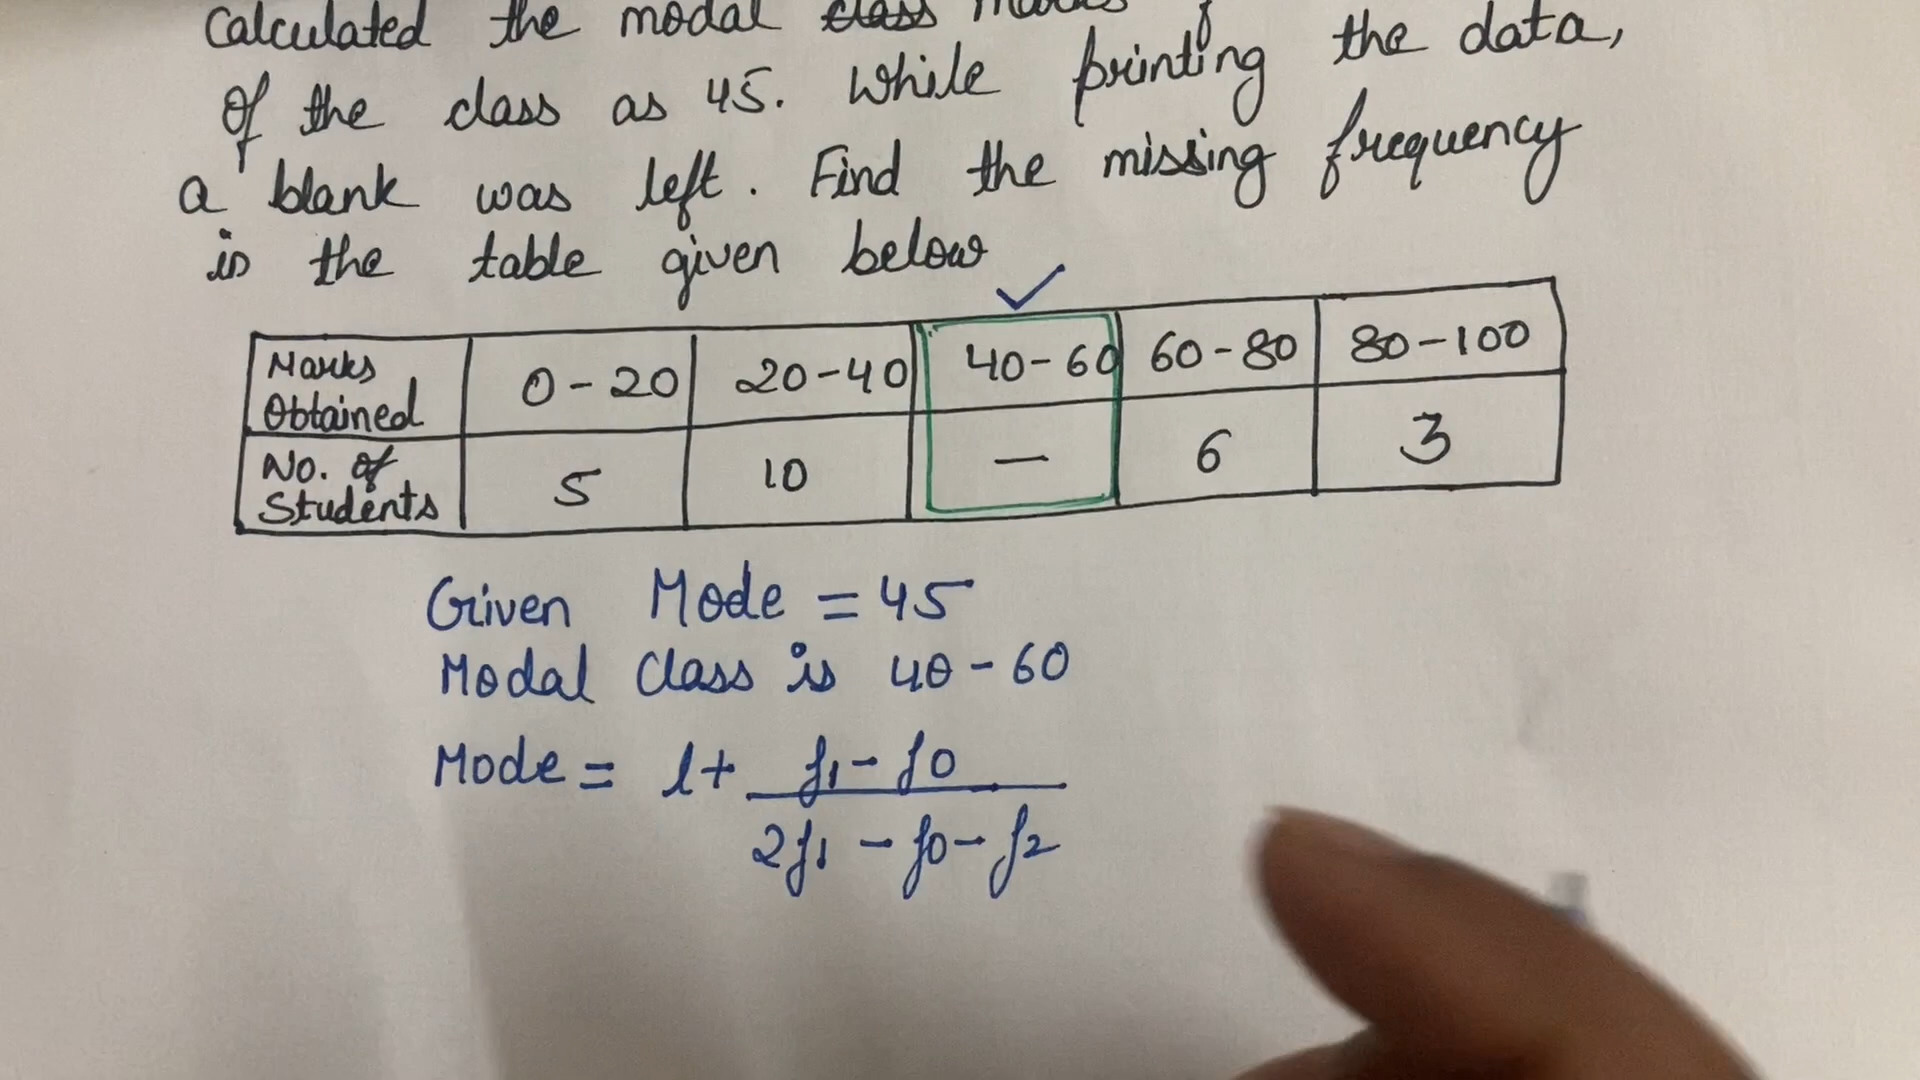 Calculated the modal class marks
of the class as 45. While printing the data,
a blank was left. Find the missing frequency
in the table given below
Marks Obtained 0-20 20-40 40-60 60-80 80-100
No. of Students 5 10 — 6 3
Given Mode = 45
Modal Class is 40-60
Mode = l + f1 - f0
2f1 - f0 - f2